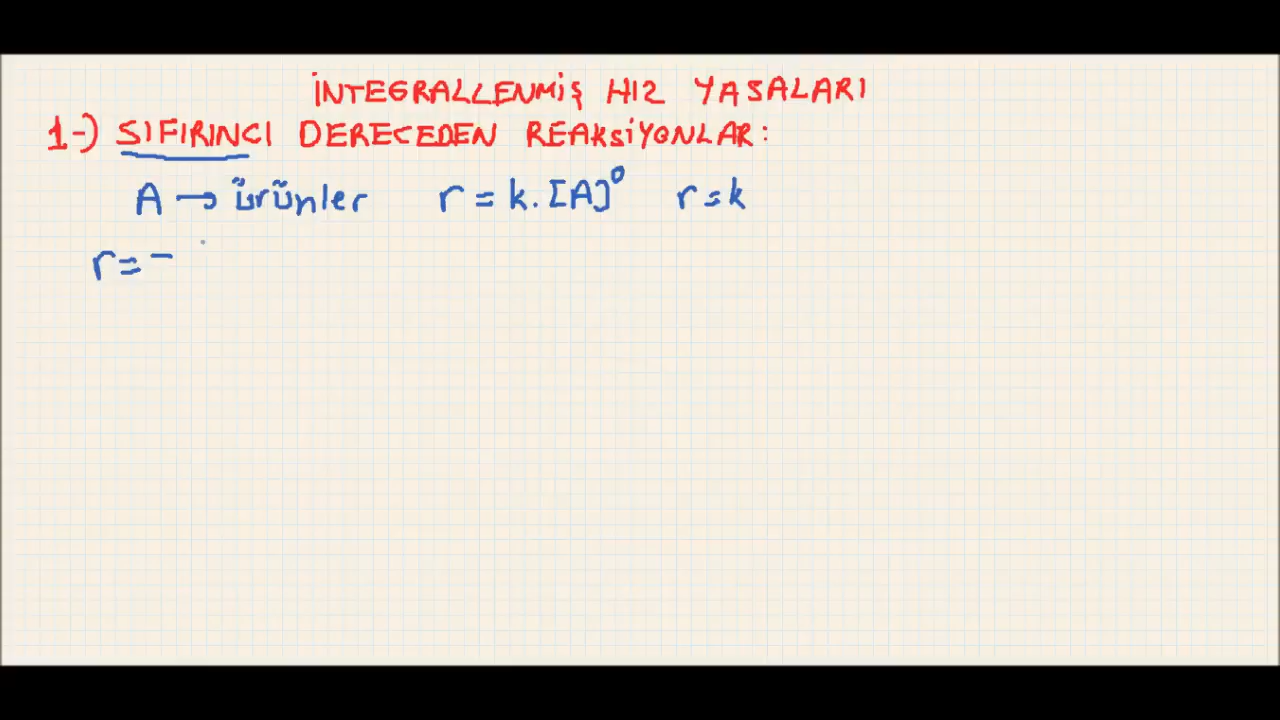 İNTEGRALLENMİŞ HIZ YASALARI
1-) SIFIRINCI DERECEDEN REAKSİYONLAR:
A → ürünler r = k. [A]⁰ r = k
r = -